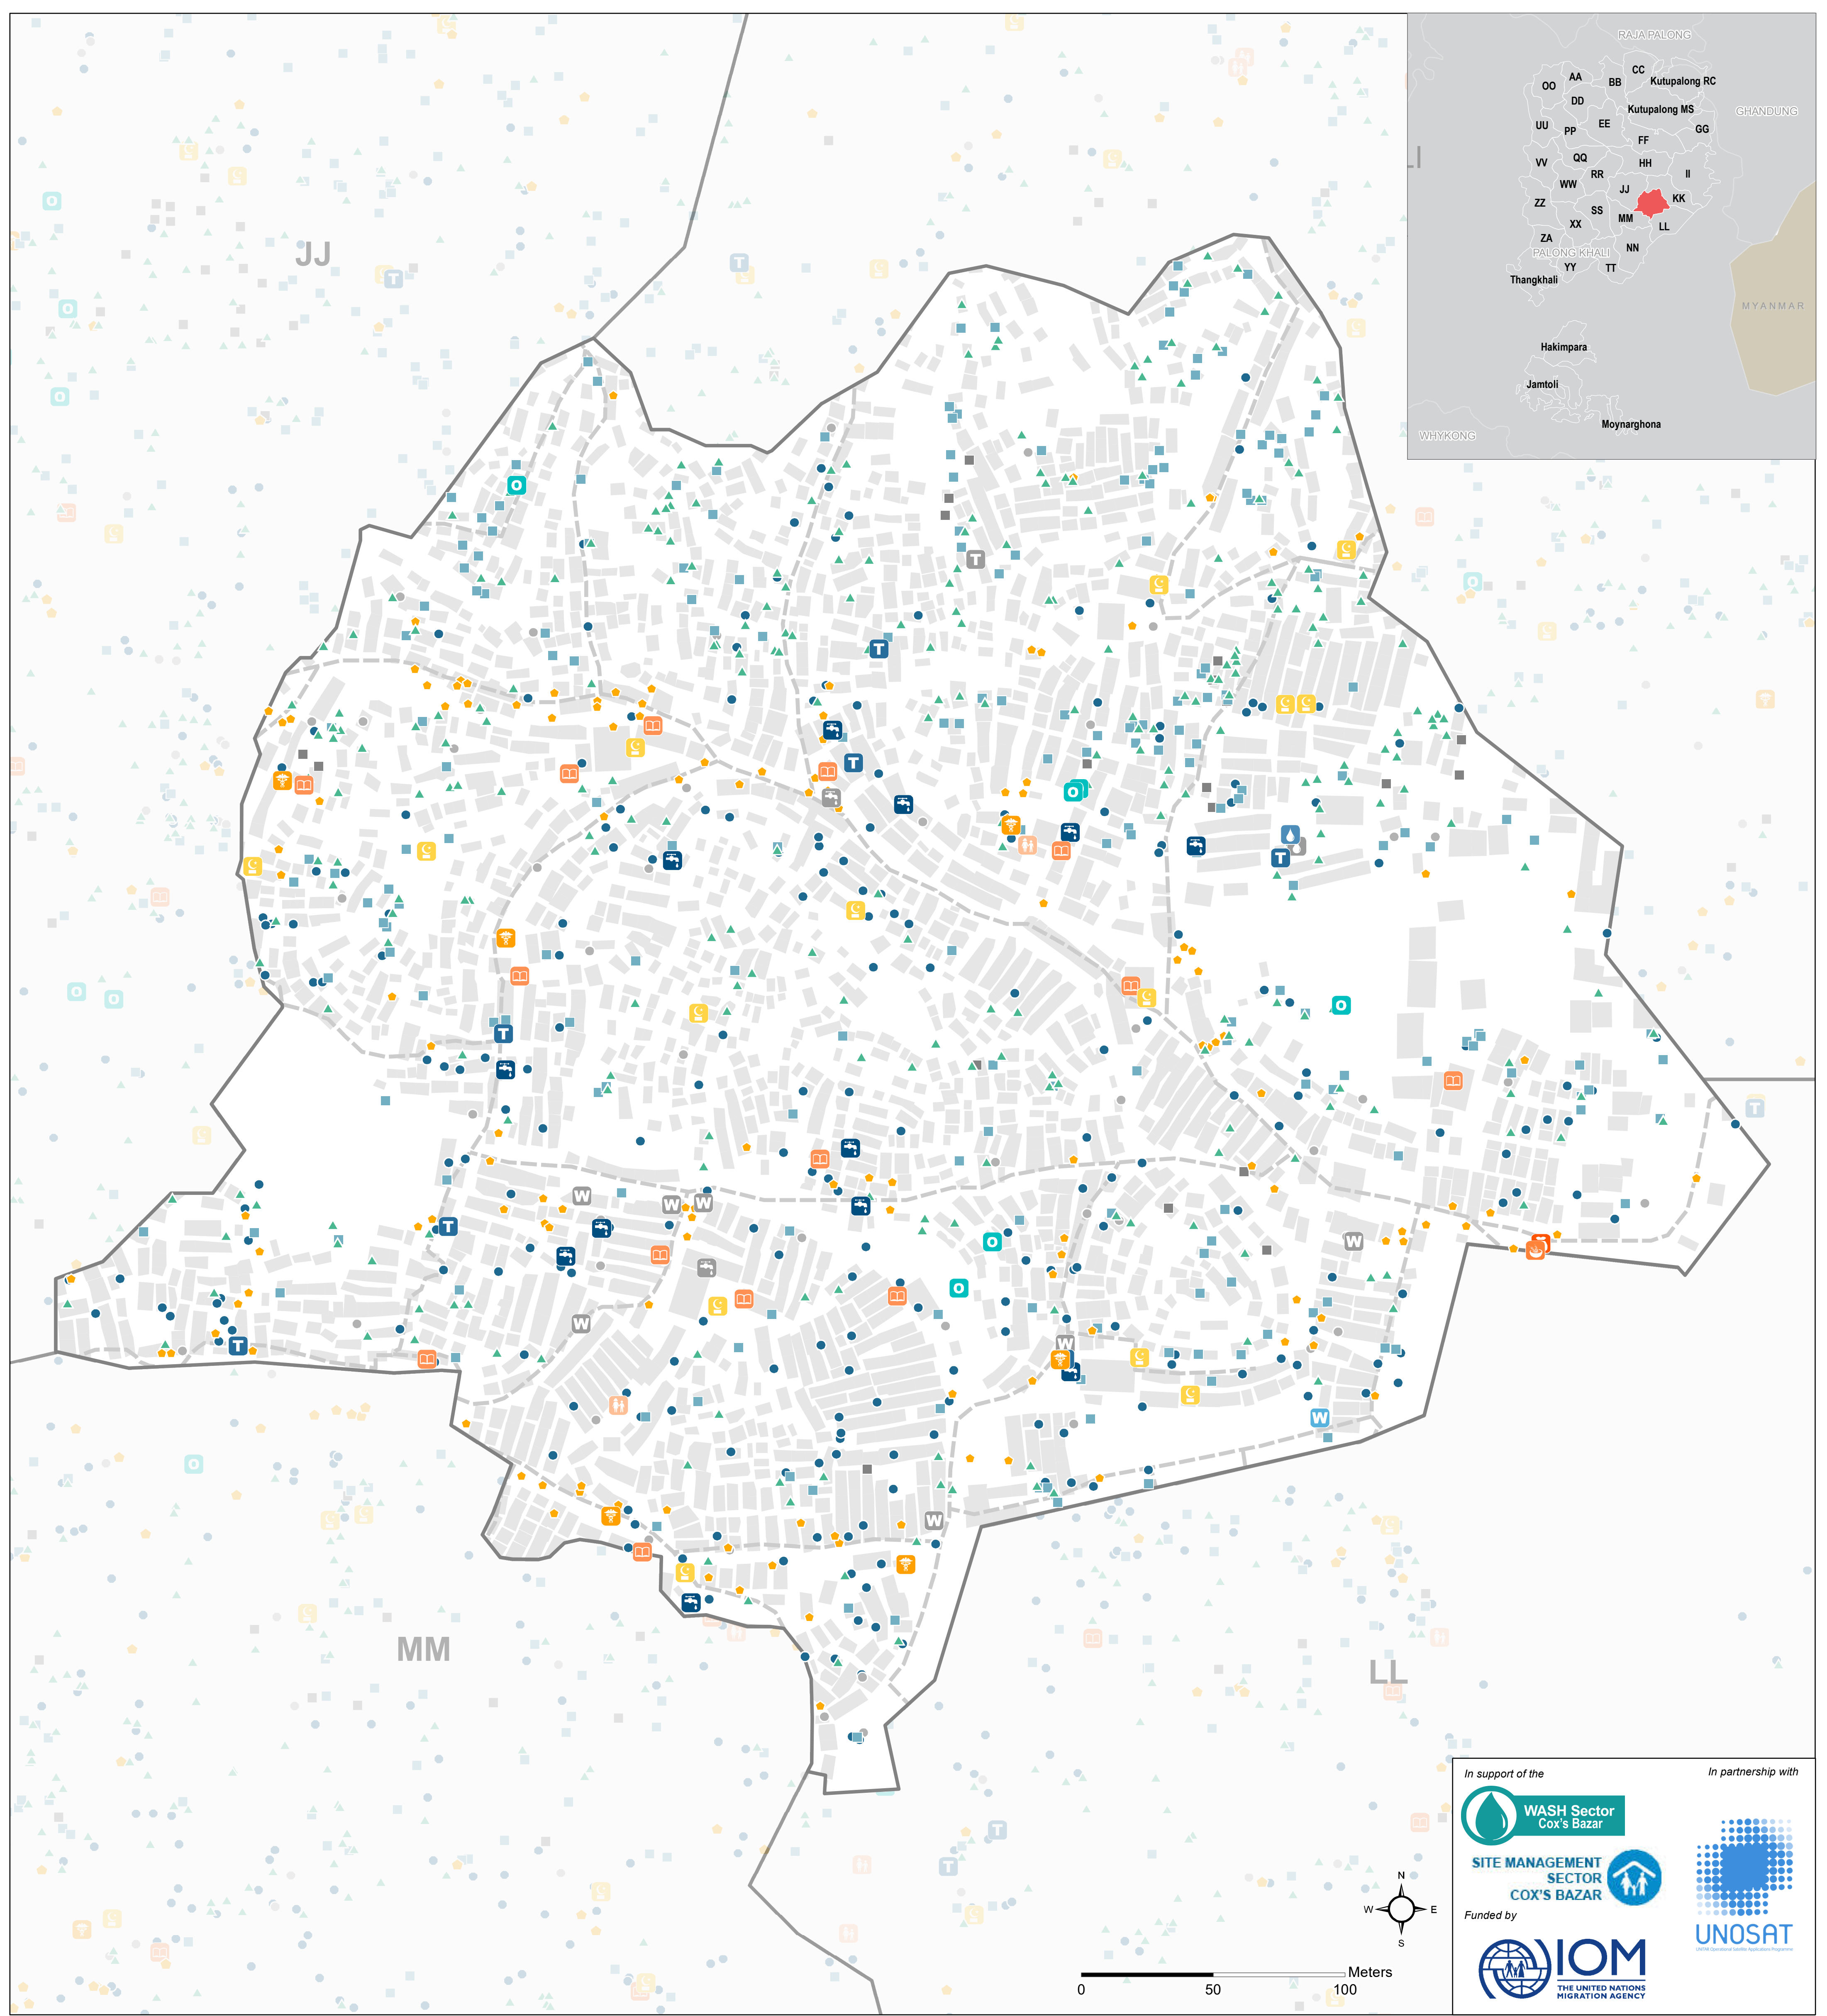 RAJA PALONG
CC
AA
BB
Kutupalong RC
OO
DD
Kutupalong MS
GHANDUNG
UU
PP
EE
GG
FF
VV
QQ
HH
RR
II
WW
JJ
KK
ZZ
SS
MM
XX
LL
ZA
NN
PALONG KHALI
YY
TT
Thangkhali
MYANMAR
Hakimpara
Jamtoli
Moynarghona
WHYKONG
JJ
T
T
T
T
T
T
T
T
T
T
T
W
W
W
W
W
W
W
W
MM
LL
T
T
N
W
E
S
Meters
0
50
100
In support of the
In partnership with
WASH Sector
Cox's Bazar
SITE MANAGEMENT
SECTOR
COX'S BAZAR
Funded by
UNOSAT
IOM
THE UNITED NATIONS
MIGRATION AGENCY